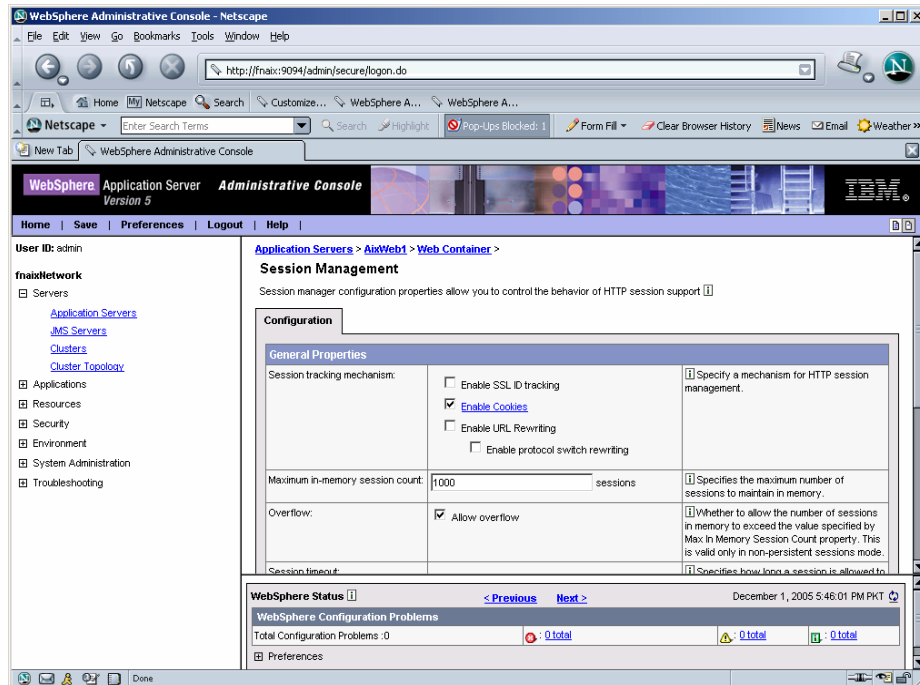 WebSphere Administrative Console - Netscape
File Edit View Go Bookmarks Tools Window Help
http://fnaix:9094/admin/secure/logon.do
Home My Netscape Search Customize... WebSphere A... WebSphere A...
Netscape Enter Search Terms Search Highlight Pop-Ups Blocked: 1 Form Fill Clear Browser History News Email Weather »
New Tab WebSphere Administrative Console
WebSphere Application Server Administrative Console
Version 5
IBM.
Home | Save | Preferences | Logout | Help |
User ID: admin
fnaixNetwork
Servers
Application Servers
JMS Servers
Clusters
Cluster Topology
Applications
Resources
Security
Environment
System Administration
Troubleshooting
Application Servers > AixWeb1 > Web Container >
Session Management
Session manager configuration properties allow you to control the behavior of HTTP session support i
Configuration
General Properties
Session tracking mechanism:
Enable SSL ID tracking
Enable Cookies
Enable URL Rewriting
Enable protocol switch rewriting
i Specify a mechanism for HTTP session
management.
Maximum in-memory session count: 1000 sessions
i Specifies the maximum number of
sessions to maintain in memory.
Overflow:
Allow overflow
i Whether to allow the number of sessions
in memory to exceed the value specified by
Max In Memory Session Count property. This
is valid only in non-persistent sessions mode.
Session timeout:
i Specifies how long a session is allowed to
WebSphere Status i < Previous Next > December 1, 2005 5:46:01 PM PKT
WebSphere Configuration Problems
Total Configuration Problems :0 : 0 total : 0 total : 0 total
Preferences
Done